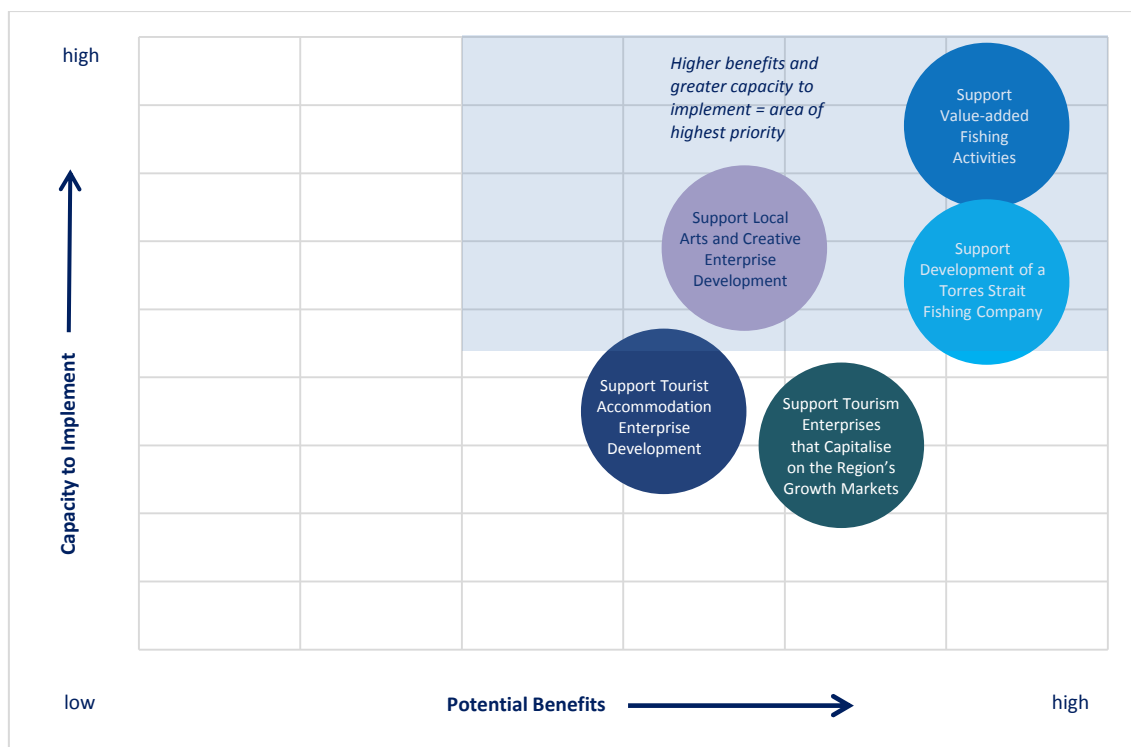 high
Higher benefits and
greater capacity to
implement = area of
highest priority
Support
Value-added
Fishing
Activities
Support Local
Arts and Creative
Enterprise
Development
Support
Development of a
Torres Strait
Fishing Company
Support Tourist
Accommodation
Enterprise
Development
Support Tourism
Enterprises
that Capitalise
on the Region’s
Growth Markets
Capacity to Implement
low
Potential Benefits
high